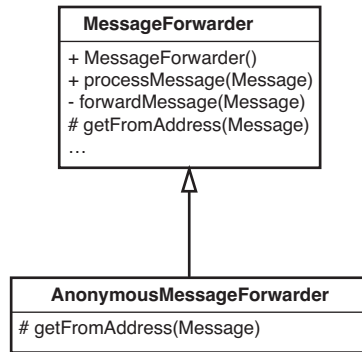 MessageForwarder
+ MessageForwarder()
+ processMessage(Message)
- forwardMessage(Message)
# getFromAddress(Message)
…
AnonymousMessageForwarder
# getFromAddress(Message)